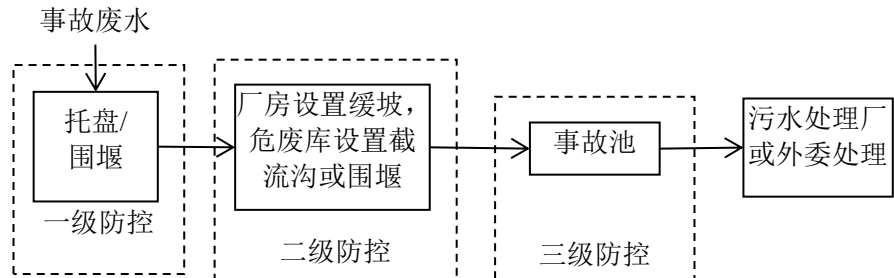 事故废水
托盘/
围堰
一级防控
厂房设置缓坡，
危废库设置截
流沟或围堰
二级防控
事故池
三级防控
污水处理厂
或外委处理